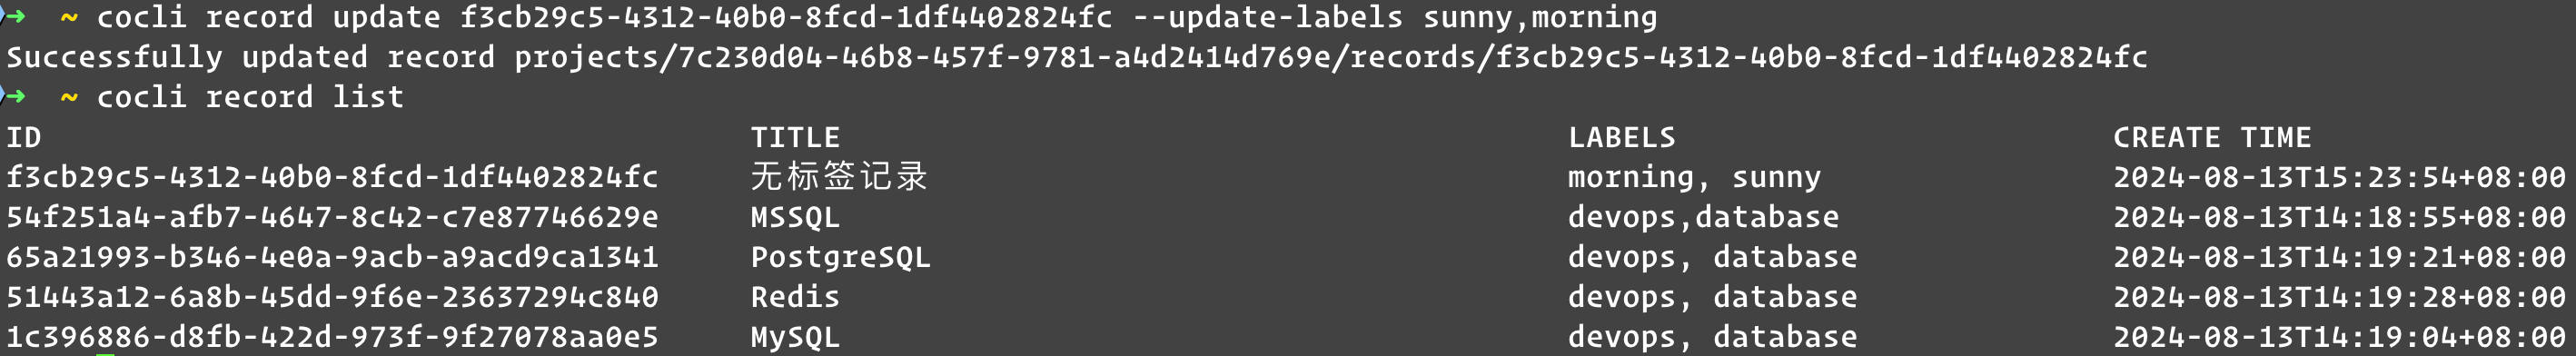 ➜  ~ cocli record update f3cb29c5-4312-40b0-8fcd-1df4402824fc --update-labels sunny,morning
Successfully updated record projects/7c230d04-46b8-457f-9781-a4d2414d769e/records/f3cb29c5-4312-40b0-8fcd-1df4402824fc
➜  ~ cocli record list
ID TITLE LABELS CREATE TIME
f3cb29c5-4312-40b0-8fcd-1df4402824fc 无标签记录 morning, sunny 2024-08-13T15:23:54+08:00
54f251a4-afb7-4647-8c42-c7e87746629e MSSQL devops,database 2024-08-13T14:18:55+08:00
65a21993-b346-4e0a-9acb-a9acd9ca1341 PostgreSQL devops, database 2024-08-13T14:19:21+08:00
51443a12-6a8b-45dd-9f6e-23637294c840 Redis devops, database 2024-08-13T14:19:28+08:00
1c396886-d8fb-422d-973f-9f27078aa0e5 MySQL devops, database 2024-08-13T14:19:04+08:00